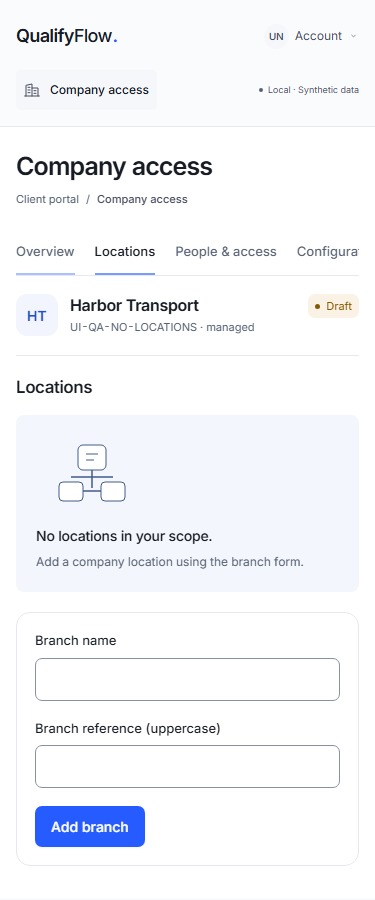 QualifyFlow.
UN Account
Company access
Local · Synthetic data
Company access
Client portal / Company access
Overview Locations People & access Configurat
HT
Harbor Transport
UI-QA-NO-LOCATIONS · managed
Draft
Locations
No locations in your scope.
Add a company location using the branch form.
Branch name
Branch reference (uppercase)
Add branch